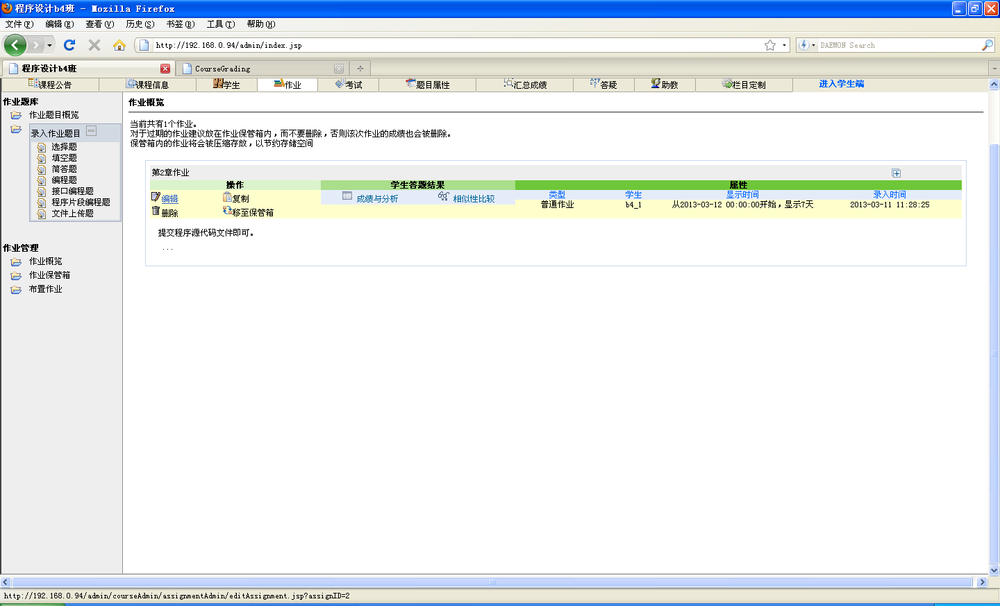 程序设计b4班 - Mozilla Firefox
文件(F) 编辑(E) 查看(V) 历史(S) 书签(B) 工具(T) 帮助(H)
http://192.168.0.94/admin/index.jsp DAEMON Search
程序设计b4班 CourseGrading
课程公告 课程信息 学生 作业 考试 题目属性 汇总成绩 答疑 助教 栏目定制 进入学生端
作业题库
作业题目概览
录入作业题目
选择题
填空题
简答题
编程题
接口编程题
程序片段编程题
文件上传题
作业管理
作业概览
作业保管箱
布置作业
作业概览
当前共有1个作业。
对于过期的作业建议放在作业保管箱内，而不要删除，否则该次作业的成绩也会被删除。
保管箱内的作业将会被压缩存放，以节约存储空间
第2章作业
操作 学生答题结果 属性
编辑 复制 成绩与分析 相似性比较 类型 学生 显示时间 录入时间
删除 移至保管箱 普通作业 b4_1 从2013-03-12 00:00:00开始，显示7天 2013-03-11 11:28:25
提交程序源代码文件即可。
...
http://192.168.0.94/admin/courseAdmin/assignmentAdmin/editAssignment.jsp?assignID=2